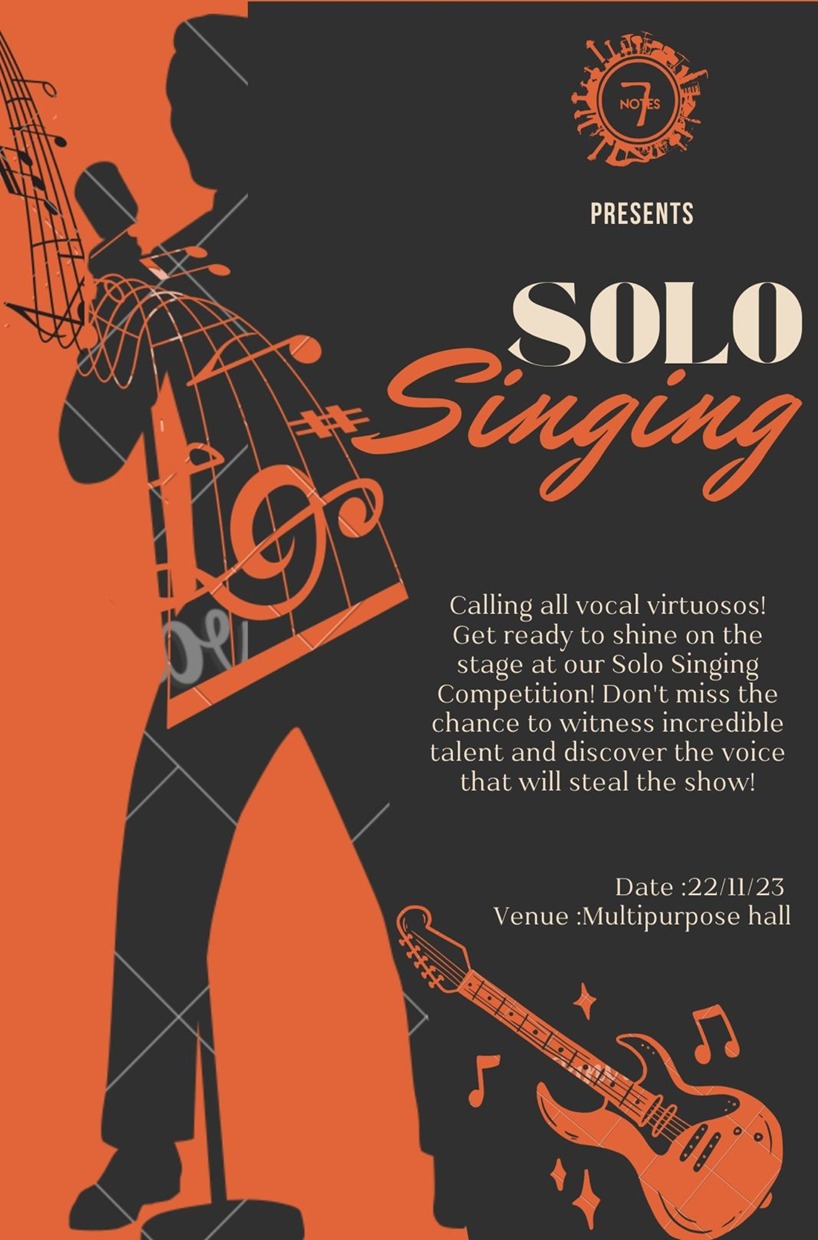 7
NOTES
PRESENTS
SOLO
Singing
Calling all vocal virtuosos!
Get ready to shine on the
stage at our Solo Singing
Competition! Don't miss the
chance to witness incredible
talent and discover the voice
that will steal the show!
Date :22/11/23
Venue :Multipurpose hall